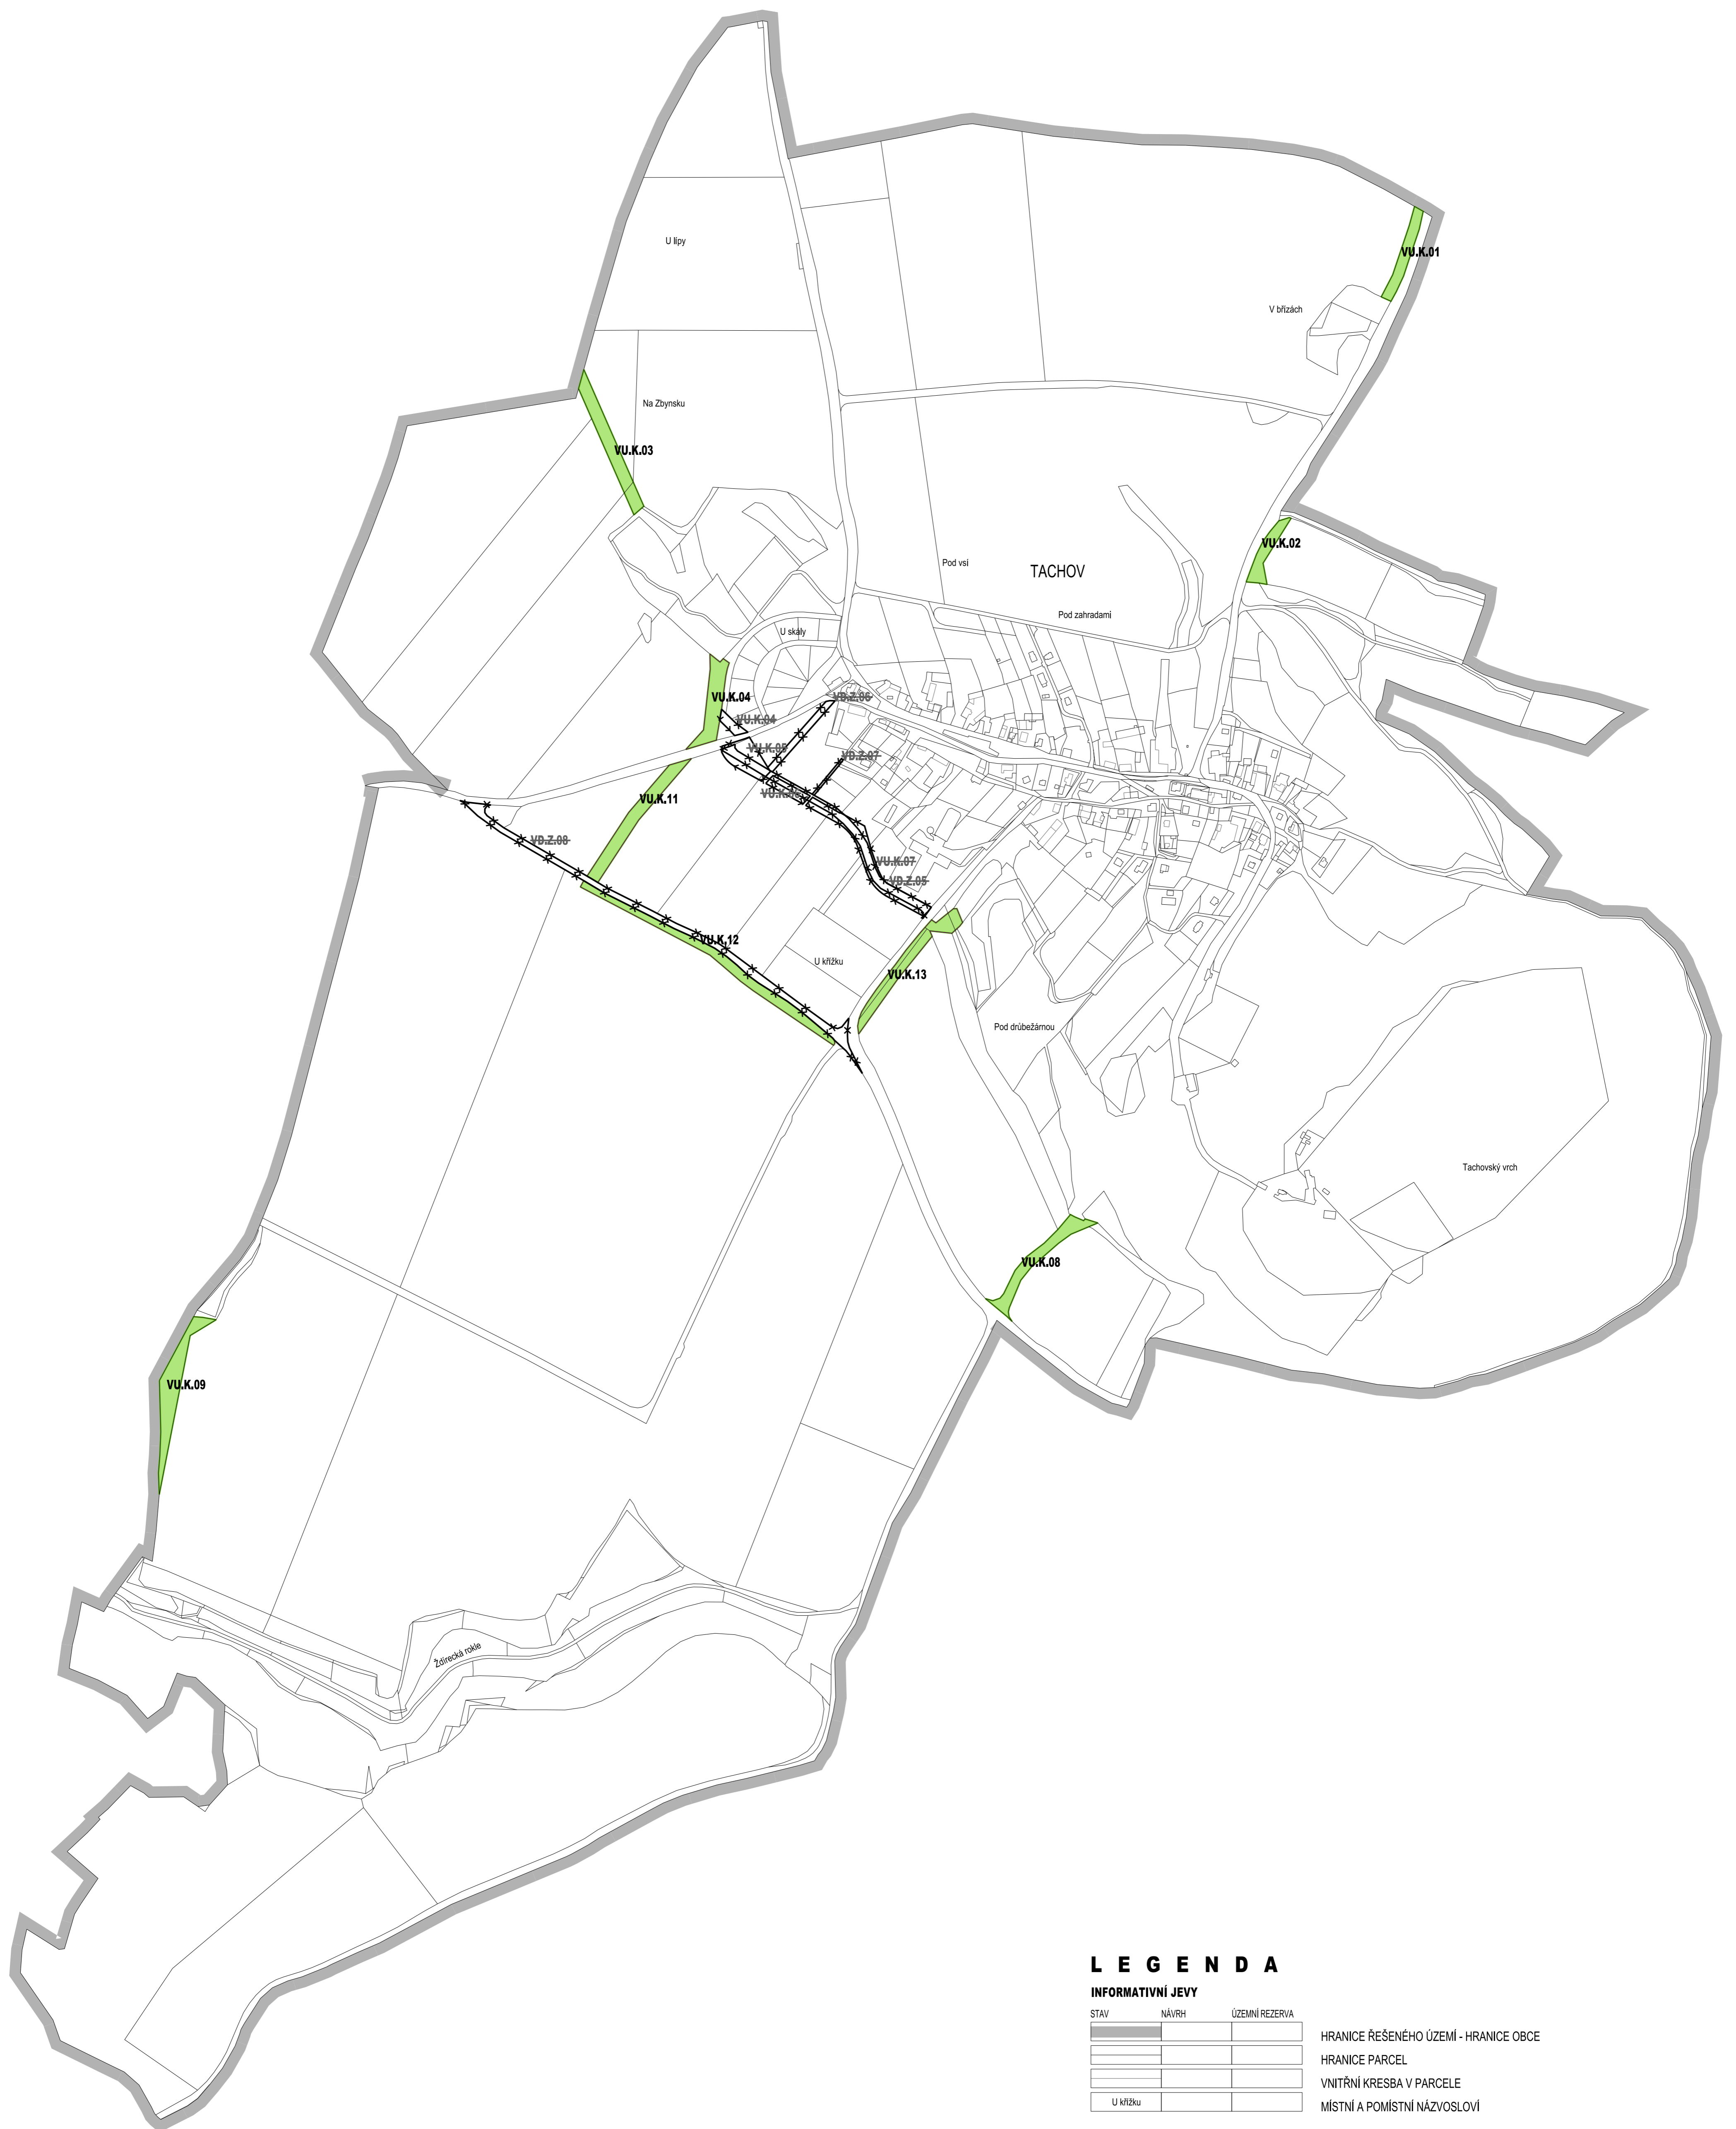 U lípy
VU.K.01
V břízách
Na Zbynsku
VU.K.03
VU.K.02
Pod vsí
TACHOV
Pod zahradami
U skály
VU.K.04
VD.Z.06
VU.K.04
VU.K.05
VD.Z.07
VU.K.11
VD.Z.08
VU.K.07
VD.Z.05
VU.K.12
U křížku
VU.K.13
Pod drůbežárnou
Tachovský vrch
VU.K.08
VU.K.09
Ždírecká rokle
LEGENDA
INFORMATIVNÍ JEVY
STAV NÁVRH ÚZEMNÍ REZERVA
HRANICE ŘEŠENÉHO ÚZEMÍ - HRANICE OBCE
HRANICE PARCEL
VNITŘNÍ KRESBA V PARCELE
U křížku MÍSTNÍ A POMÍSTNÍ NÁZVOSLOVÍ